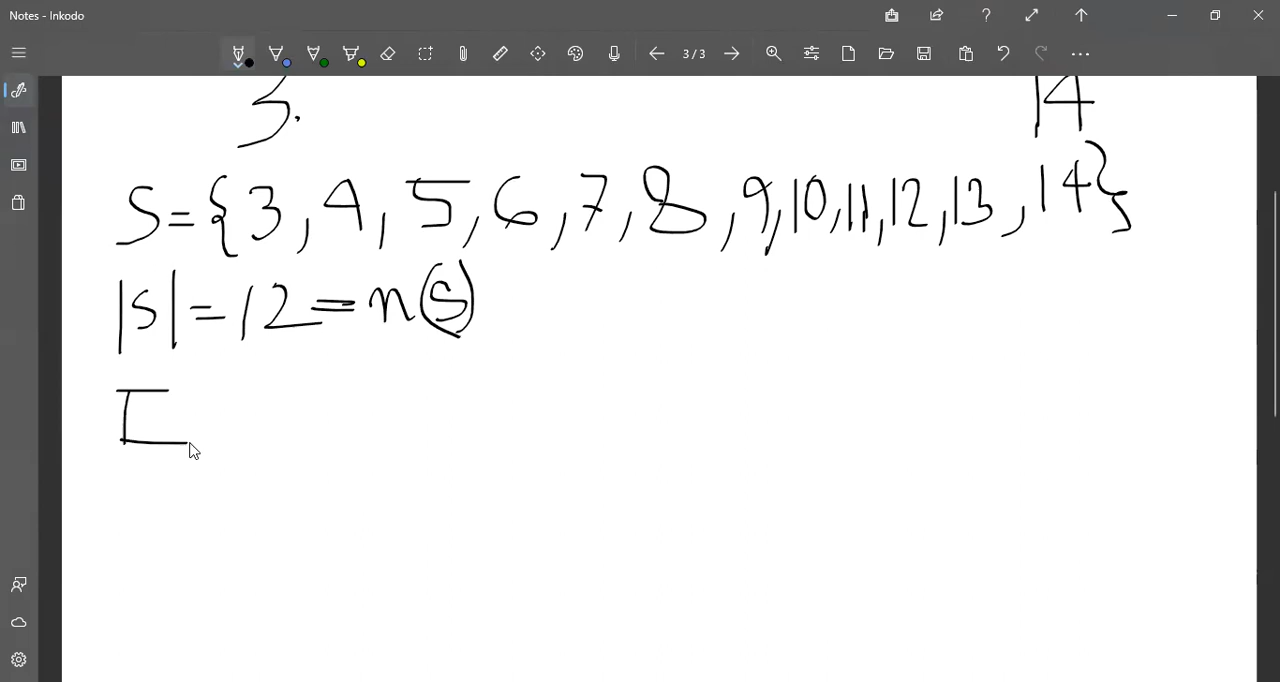 Notes - Inkodo
3/3
3. 14
S={3,4,5,6,7,8,9,10,11,12,13,14}
|S|=12=n(S)